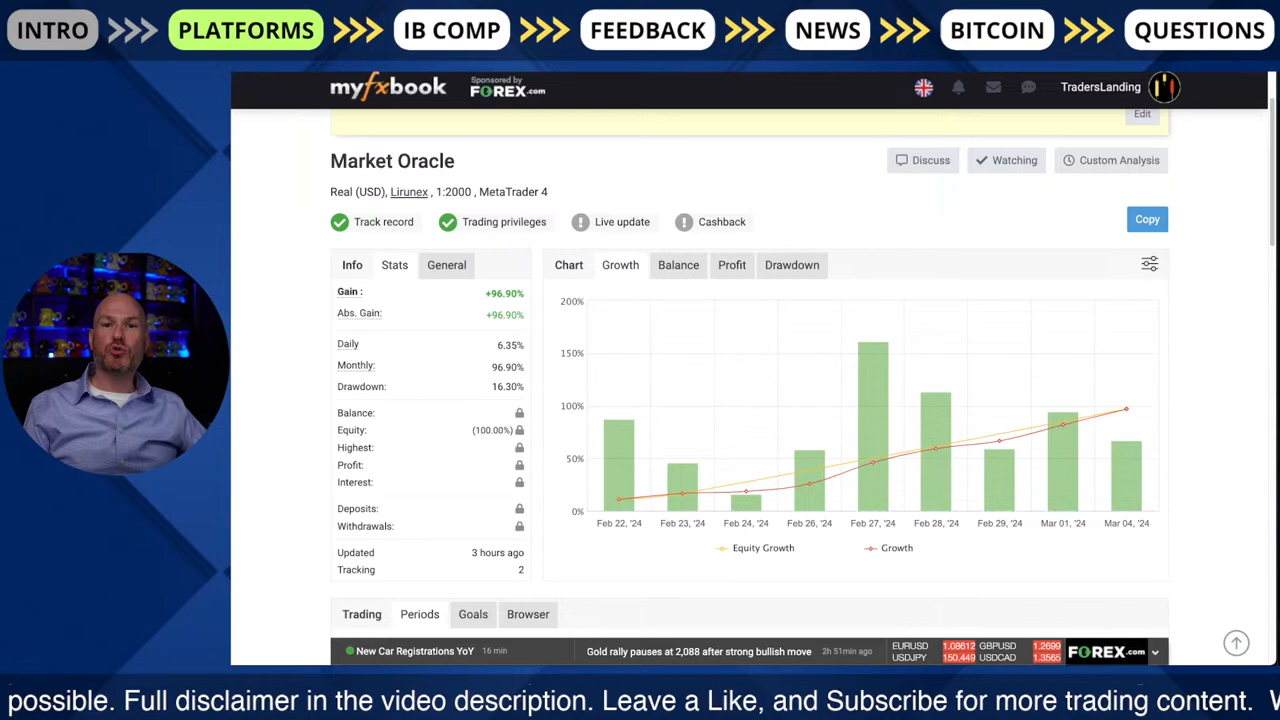 INTRO PLATFORMS IB COMP FEEDBACK NEWS BITCOIN QUESTIONS
myfxbook Sponsored by FOREX.com TradersLanding
Edit
Market Oracle Discuss Watching Custom Analysis
Real (USD), Lirunex , 1:2000 , MetaTrader 4
Track record Trading privileges Live update Cashback
Copy
Info Stats General
Gain : +96.90%
Abs. Gain: +96.90%
Daily 6.35%
Monthly: 96.90%
Drawdown: 16.30%
Balance:
Equity: (100.00%)
Highest:
Profit:
Interest:
Deposits:
Withdrawals:
Updated 3 hours ago
Tracking 2
Chart Growth Balance Profit Drawdown
200%
150%
100%
50%
0%
Feb 22, '24 Feb 23, '24 Feb 24, '24 Feb 26, '24 Feb 27, '24 Feb 28, '24 Feb 29, '24 Mar 01, '24 Mar 04, '24
Equity Growth Growth
Trading Periods Goals Browser
New Car Registrations YoY 16 min Gold rally pauses at 2,088 after strong bullish move 2h 51min ago
EURUSD 1.08612 GPBUSD 1.2699
USDJPY 150.449 USDCAD 1.3565
FOREX.com
possible. Full disclaimer in the video description. Leave a Like, and Subscribe for more trading content. W